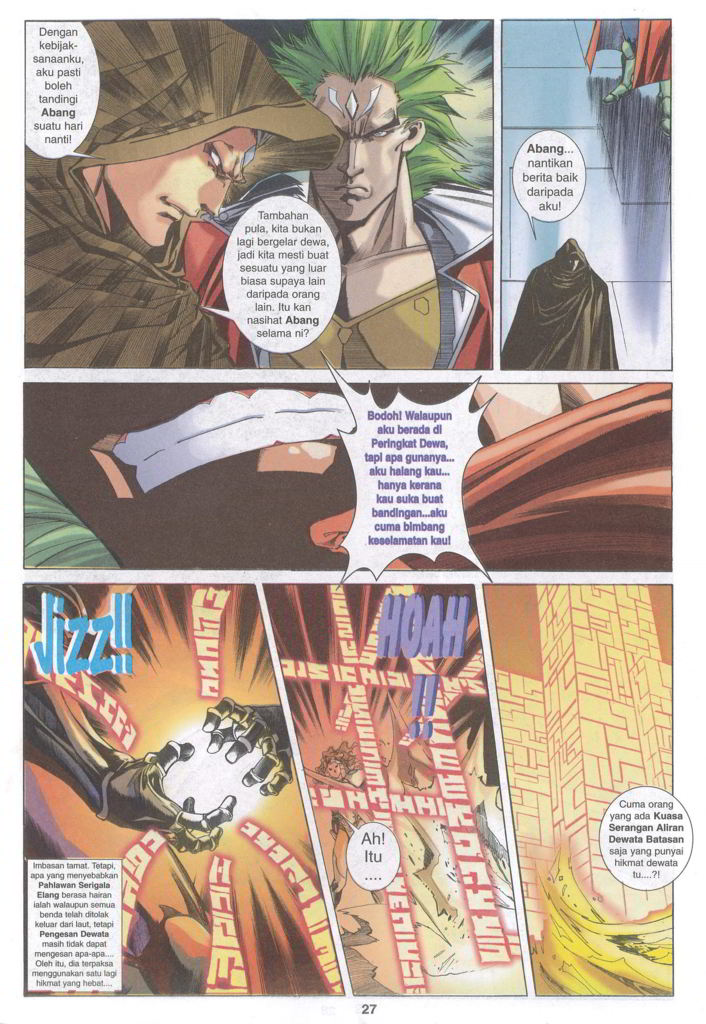 Dengan
kebijak-
sanaanku,
aku pasti
boleh
tandingi
Abang
suatu hari
nanti!
Tambahan
pula, kita bukan
lagi bergelar dewa,
jadi kita mesti buat
sesuatu yang luar
biasa supaya lain
daripada orang
lain. Itu kan
nasihat Abang
selama ni?
Abang...
nantikan
berita baik
daripada
aku!
Bodoh! Walaupun
aku berada di
Peringkat Dewa,
tapi apa gunanya...
aku halang kau...
hanya kerana
kau suka buat
bandingan...aku
cuma bimbang
keselamatan kau!
Jizz!!
Imbasan tamat. Tetapi,
apa yang menyebabkan
Pahlawan Serigala
Elang berasa hairan
ialah walaupun semua
benda telah ditolak
keluar dari laut, tetapi
Pengesan Dewata
masih tidak dapat
mengesan apa-apa....
Oleh itu, dia terpaksa
menggunakan satu lagi
hikmat yang hebat....
HOAH
!!
Ah!
Itu
....
Cuma orang
yang ada Kuasa
Serangan Aliran
Dewata Batasan
saja yang punyai
hikmat dewata
tu....?!
27